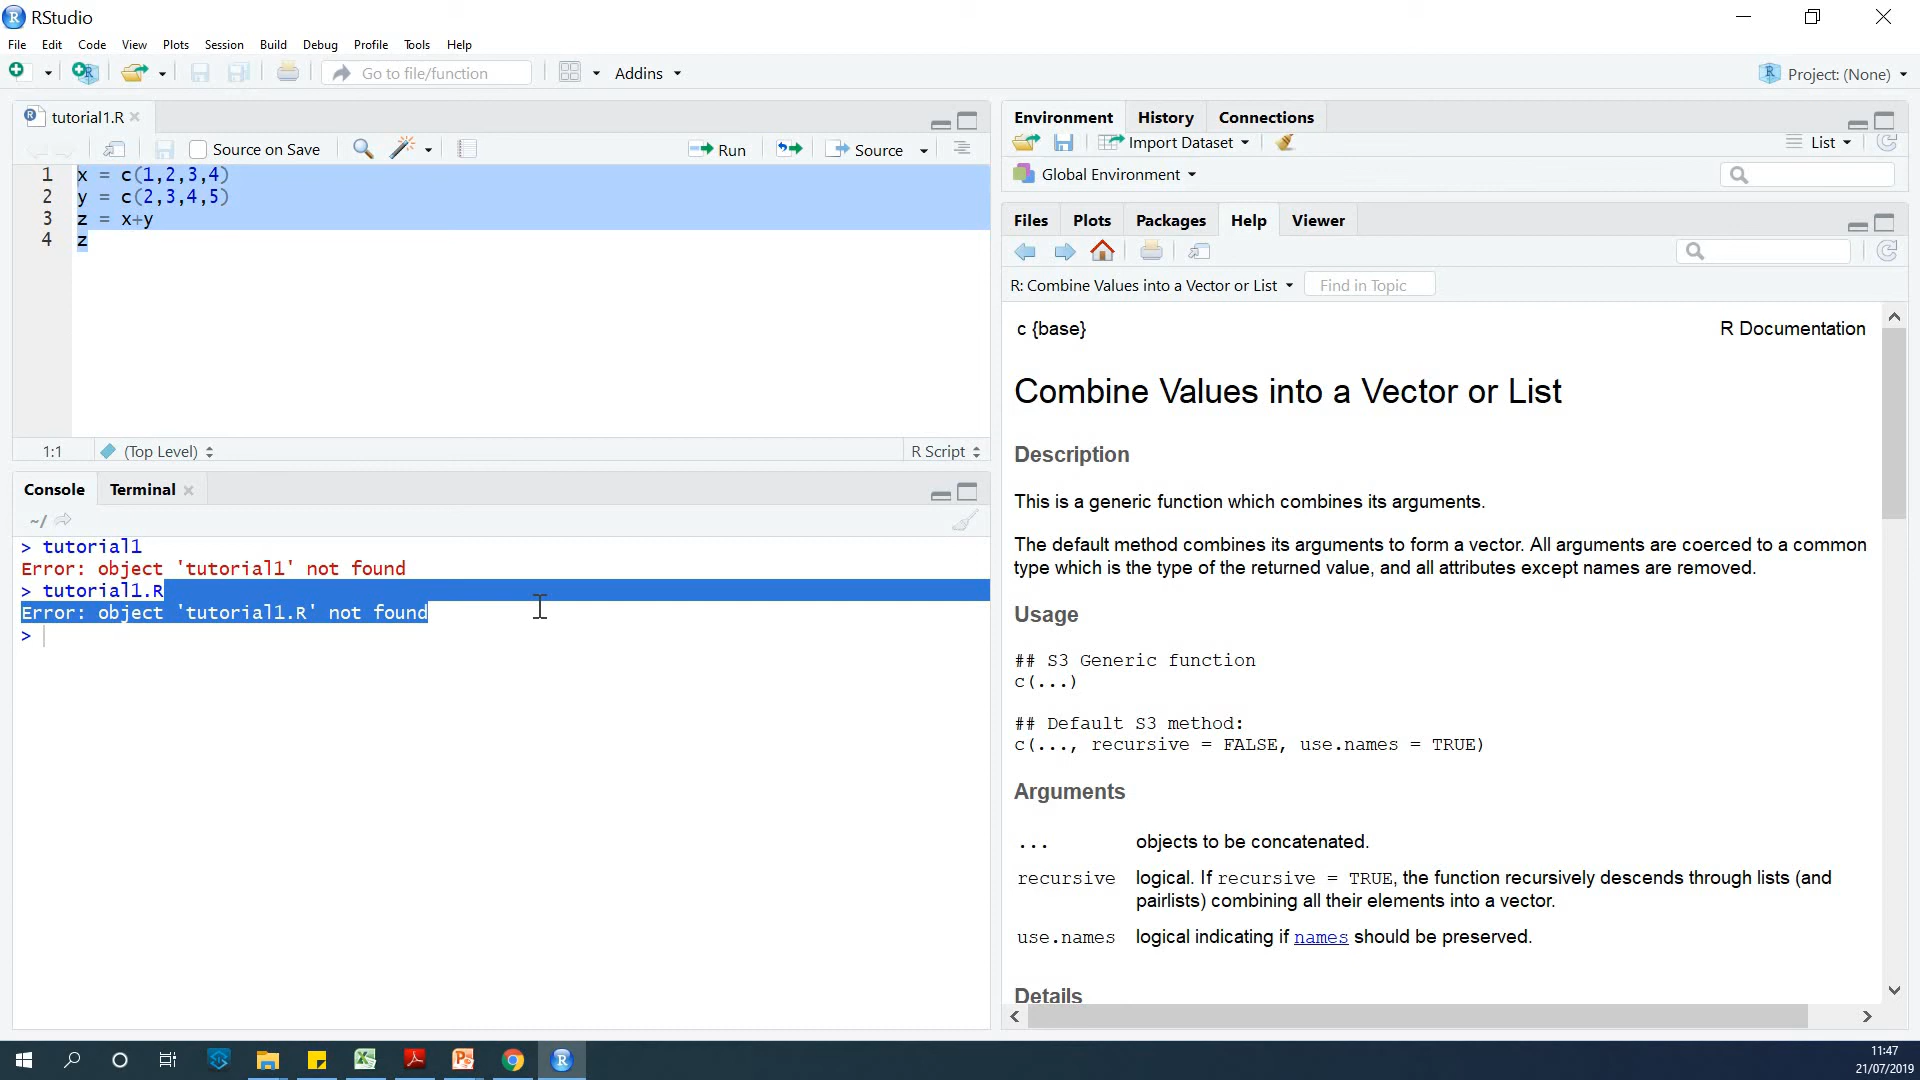 RStudio
File Edit Code View Plots Session Build Debug Profile Tools Help
Go to file/function Addins Project: (None)
tutorial1.R
Source on Save Run Source
1 x = c(1,2,3,4)
2 y = c(2,3,4,5)
3 z = x+y
4 z
1:1 (Top Level) R Script
Console Terminal
~/
> tutorial1
Error: object 'tutorial1' not found
> tutorial1.R
Error: object 'tutorial1.R' not found
>
Environment History Connections
Import Dataset List
Global Environment
Files Plots Packages Help Viewer
R: Combine Values into a Vector or List Find in Topic
c {base} R Documentation
Combine Values into a Vector or List
Description
This is a generic function which combines its arguments.
The default method combines its arguments to form a vector. All arguments are coerced to a common
type which is the type of the returned value, and all attributes except names are removed.
Usage
## S3 Generic function
c(...)
## Default S3 method:
c(..., recursive = FALSE, use.names = TRUE)
Arguments
... objects to be concatenated.
recursive logical. If recursive = TRUE, the function recursively descends through lists (and
pairlists) combining all their elements into a vector.
use.names logical indicating if names should be preserved.
Details
11:47
21/07/2019